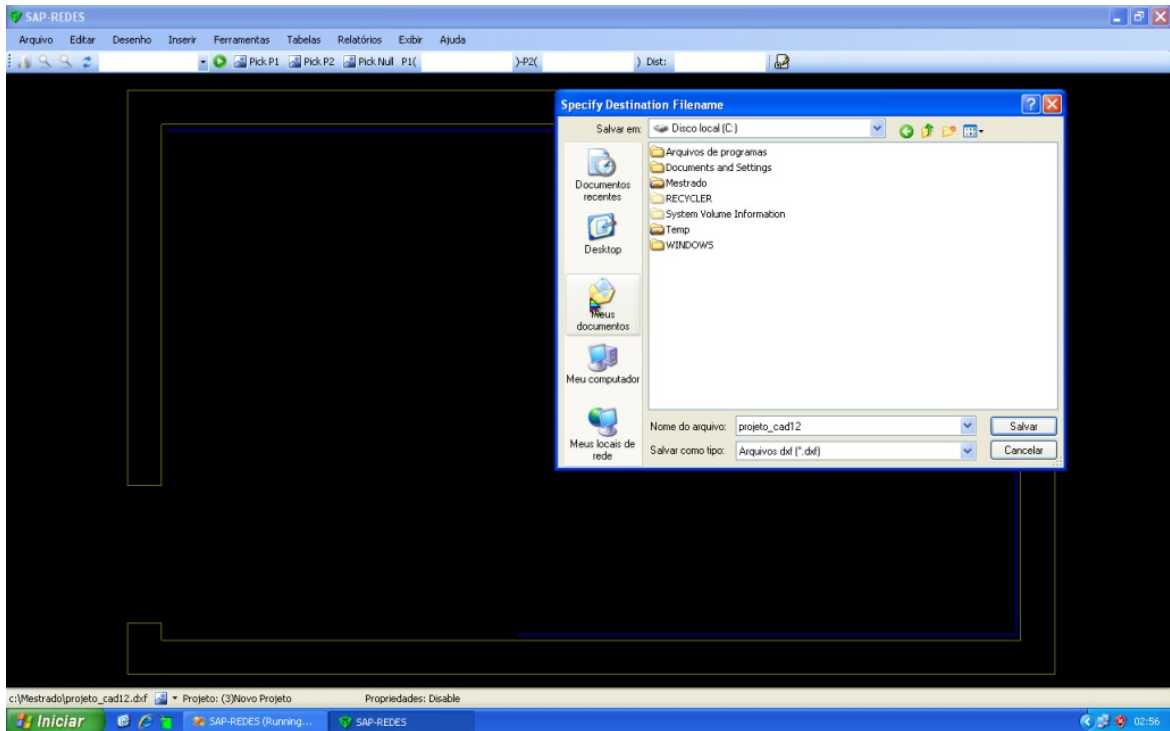 SAP-REDES
Arquivo Editar Desenho Inserir Ferramentas Tabelas Relatórios Exibir Ajuda
Pick P1 Pick P2 Pick Null P1( )-P2( ) Dist:
Specify Destination Filename
Salvar em: Disco local (C:)
Documentos recentes
Desktop
Meus documentos
Meu computador
Meus locais de rede
Arquivos de programas
Documents and Settings
Mestrado
RECYCLER
System Volume Information
Temp
WINDOWS
Nome do arquivo: projeto_cad12 Salvar
Salvar como tipo: Arquivos dxf (*.dxf) Cancelar
c:\Mestrado\projeto_cad12.dxf Projeto: (3)Novo Projeto Propriedades: Disable
Iniciar SAP-REDES (Running... SAP-REDES 02:56